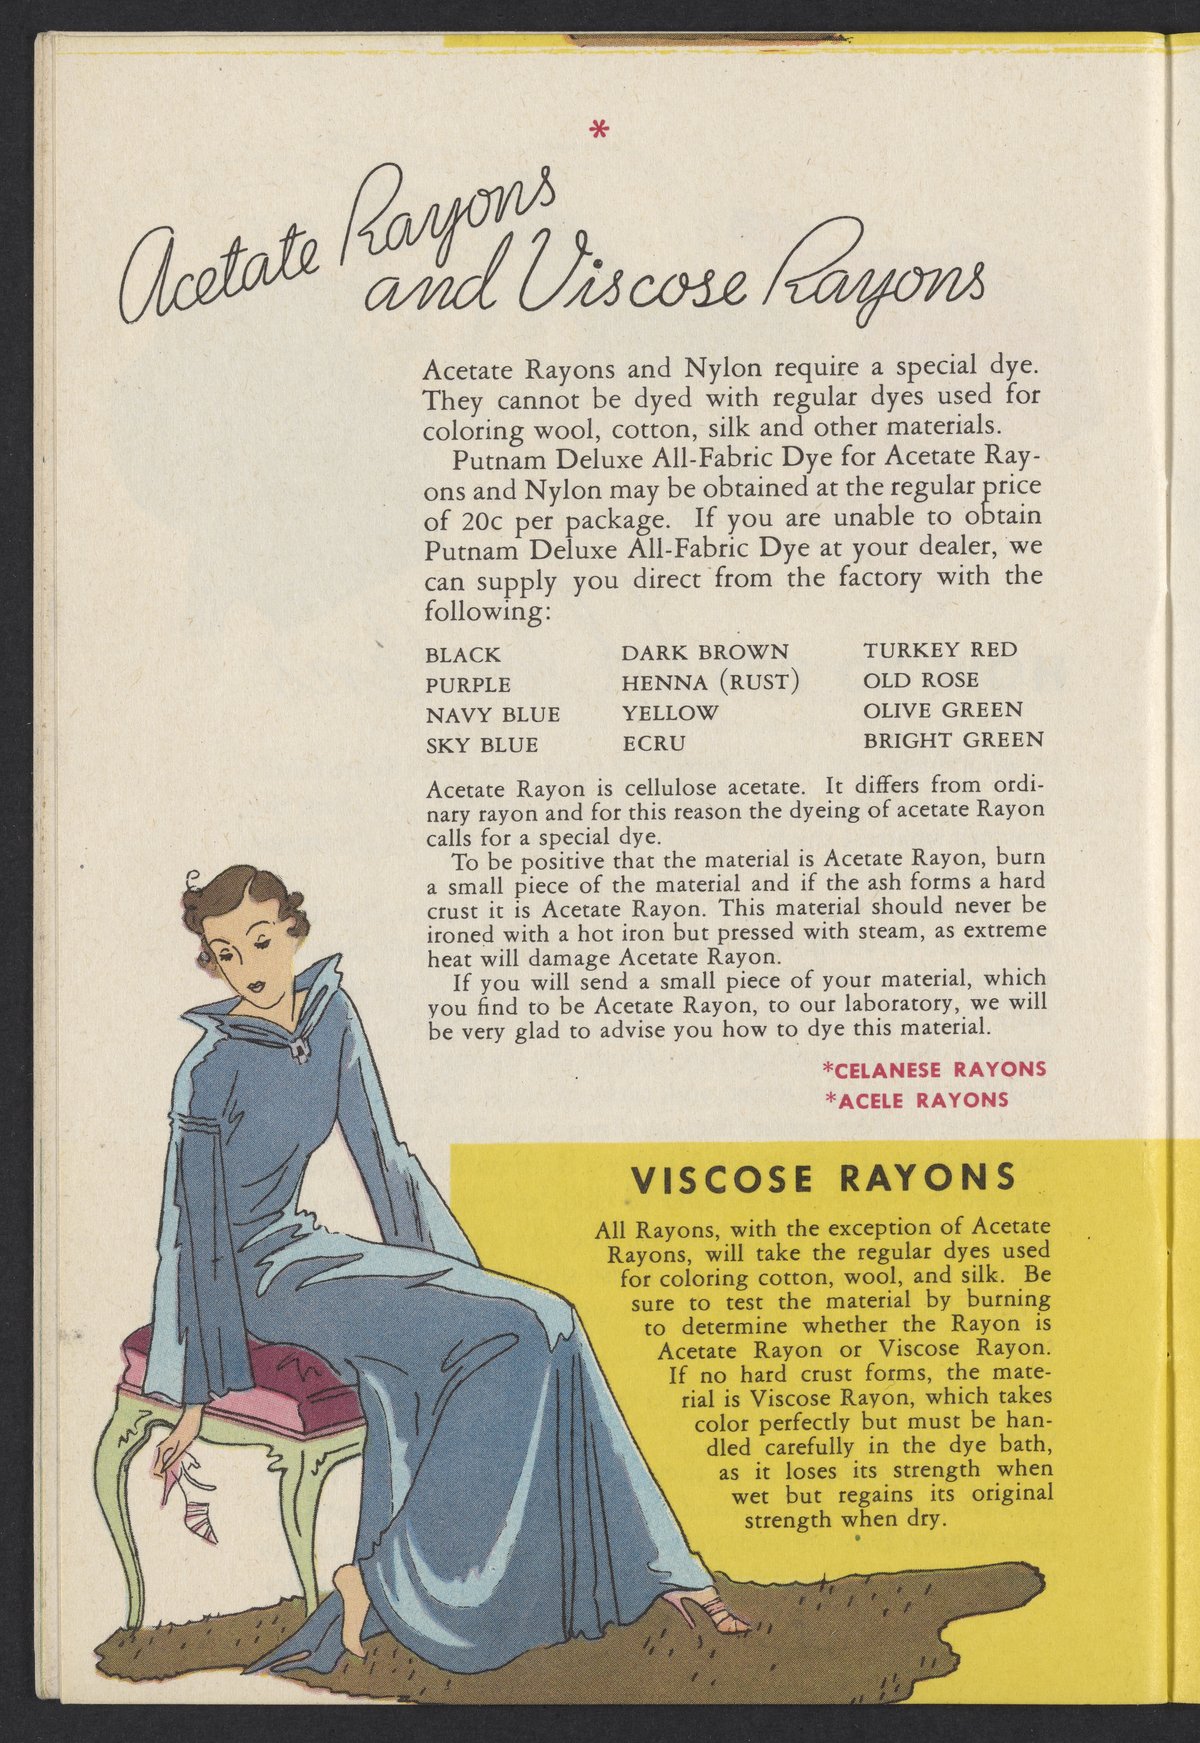 *
Acetate Rayons
and Viscose Rayons
Acetate Rayons and Nylon require a special dye.
They cannot be dyed with regular dyes used for
coloring wool, cotton, silk and other materials.
Putnam Deluxe All-Fabric Dye for Acetate Ray-
ons and Nylon may be obtained at the regular price
of 20c per package. If you are unable to obtain
Putnam Deluxe All-Fabric Dye at your dealer, we
can supply you direct from the factory with the
following:
BLACK DARK BROWN TURKEY RED
PURPLE HENNA (RUST) OLD ROSE
NAVY BLUE YELLOW OLIVE GREEN
SKY BLUE ECRU BRIGHT GREEN
Acetate Rayon is cellulose acetate. It differs from ordi-
nary rayon and for this reason the dyeing of acetate Rayon
calls for a special dye.
To be positive that the material is Acetate Rayon, burn
a small piece of the material and if the ash forms a hard
crust it is Acetate Rayon. This material should never be
ironed with a hot iron but pressed with steam, as extreme
heat will damage Acetate Rayon.
If you will send a small piece of your material, which
you find to be Acetate Rayon, to our laboratory, we will
be very glad to advise you how to dye this material.
*CELANESE RAYONS
*ACELE RAYONS
VISCOSE RAYONS
All Rayons, with the exception of Acetate
Rayons, will take the regular dyes used
for coloring cotton, wool, and silk. Be
sure to test the material by burning
to determine whether the Rayon is
Acetate Rayon or Viscose Rayon.
If no hard crust forms, the mate-
rial is Viscose Rayon, which takes
color perfectly but must be han-
dled carefully in the dye bath,
as it loses its strength when
wet but regains its original
strength when dry.